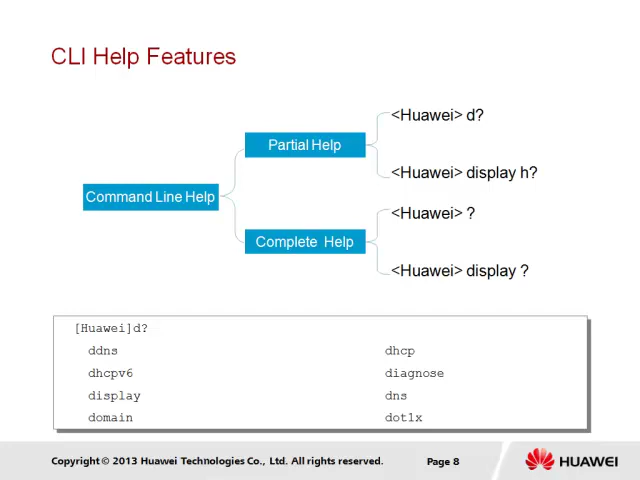 CLI Help Features
<Huawei> d?
Partial Help
<Huawei> display h?
Command Line Help
<Huawei> ?
Complete Help
<Huawei> display ?
[Huawei]d?
ddns dhcp
dhcpv6 diagnose
display dns
domain dot1x
Copyright © 2013 Huawei Technologies Co., Ltd. All rights reserved. Page 8 HUAWEI